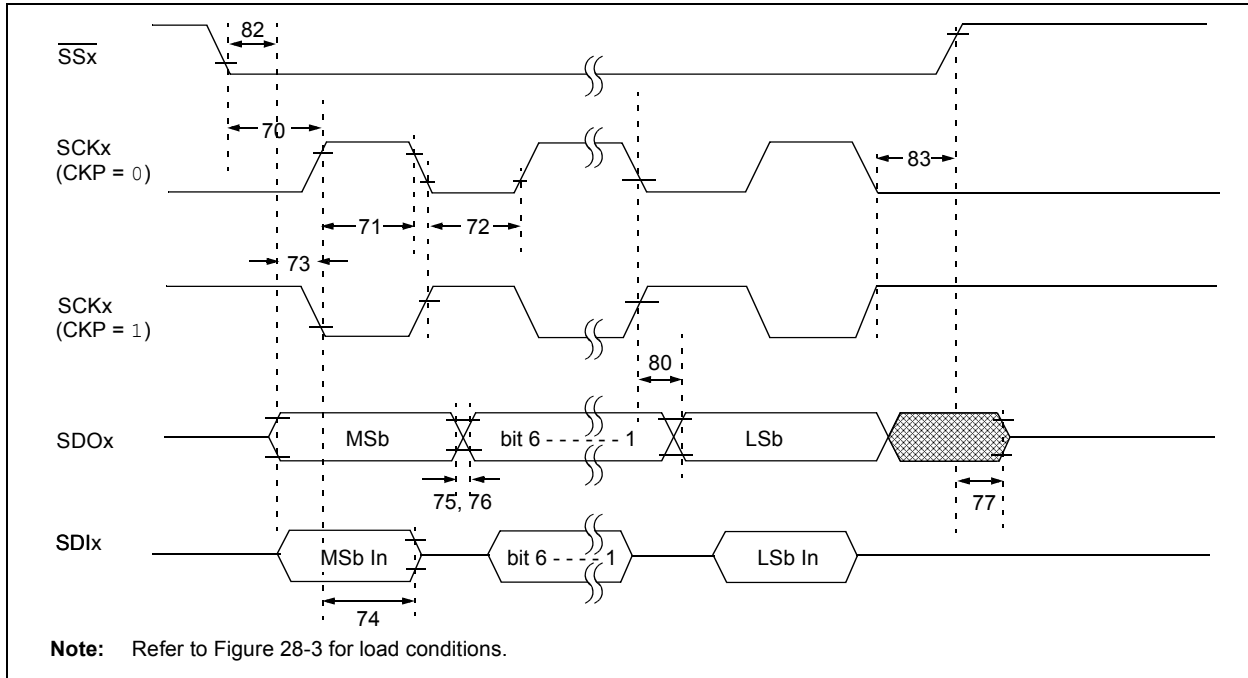 SSx
82
70
SCKx
(CKP = 0)
83
71
72
73
SCKx
(CKP = 1)
80
SDOx
MSb
bit 6 - - - - - - 1
LSb
75, 76
77
SDIx
MSb In
bit 6 - - - - 1
LSb In
74
Note: Refer to Figure 28-3 for load conditions.